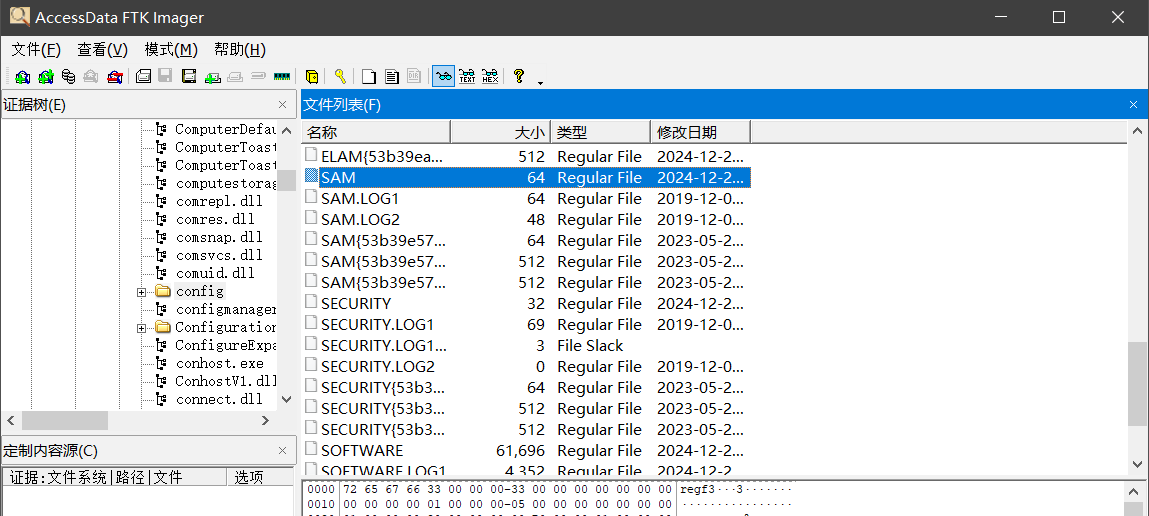 AccessData FTK Imager
文件(F) 查看(V) 模式(M) 帮助(H)
证据树(E)
ComputerDefau
ComputerToast
ComputerToast
computestorag
comrepl.dll
comres.dll
comsnap.dll
comsvcs.dll
comuid.dll
config
configmanager
Configuration
ConfigureExpa
conhost.exe
ConhostV1.dll
connect.dll
定制内容源(C)
证据:文件系统|路径|文件 选项
文件列表(F)
名称 大小 类型 修改日期
ELAM{53b39ea... 512 Regular File 2024-12-2...
SAM 64 Regular File 2024-12-2...
SAM.LOG1 64 Regular File 2019-12-0...
SAM.LOG2 48 Regular File 2019-12-0...
SAM{53b39e57... 64 Regular File 2023-05-2...
SAM{53b39e57... 512 Regular File 2023-05-2...
SAM{53b39e57... 512 Regular File 2023-05-2...
SECURITY 32 Regular File 2024-12-2...
SECURITY.LOG1 69 Regular File 2019-12-0...
SECURITY.LOG1... 3 File Slack
SECURITY.LOG2 0 Regular File 2019-12-0...
SECURITY{53b3... 64 Regular File 2023-05-2...
SECURITY{53b3... 512 Regular File 2023-05-2...
SECURITY{53b3... 512 Regular File 2023-05-2...
SOFTWARE 61,696 Regular File 2024-12-2...
SOFTWARE.LOG1 4,352 Regular File 2024-12-2
0000 72 65 67 66 33 00 00 00-33 00 00 00 00 00 00 00 regf3···3·······
0010 00 00 00 00 01 00 00 00-05 00 00 00 00 00 00 00 ················